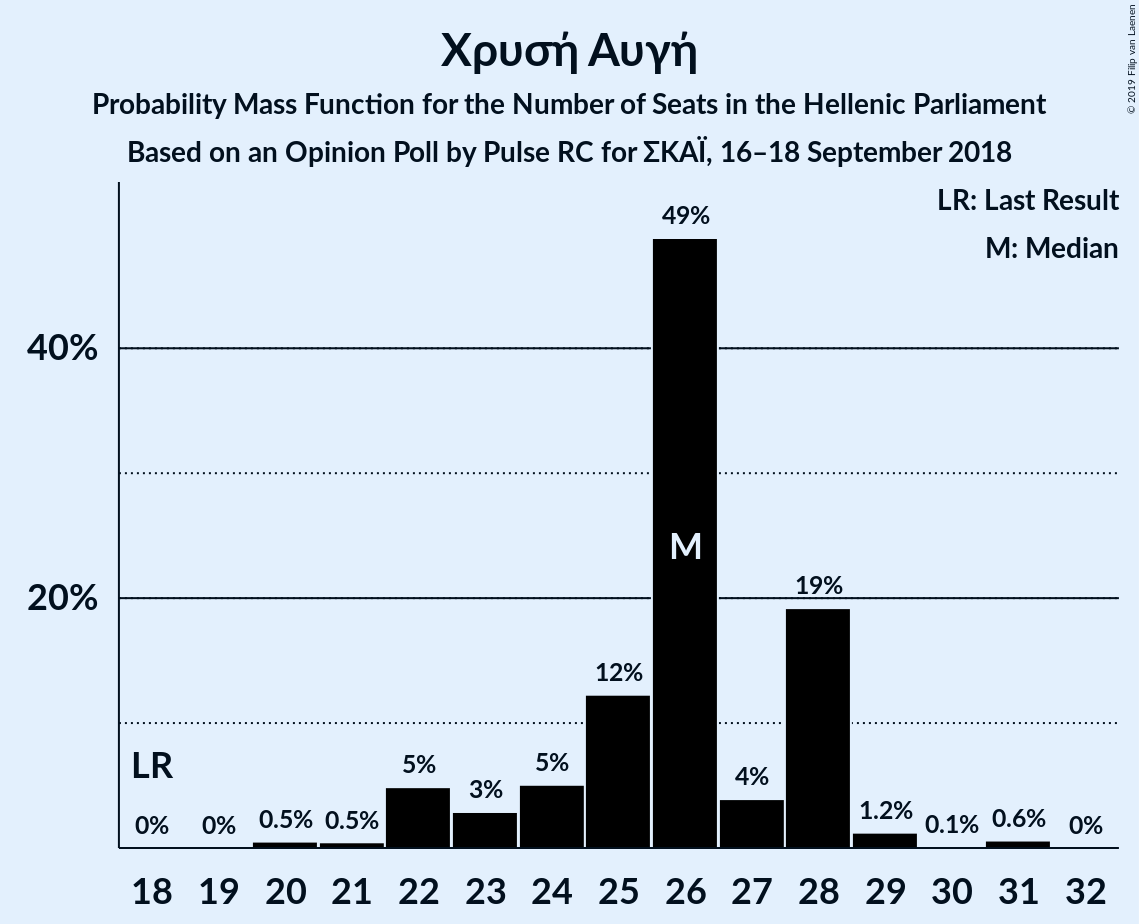 Χρυσή Αυγή
Probability Mass Function for the Number of Seats in the Hellenic Parliament
Based on an Opinion Poll by Pulse RC for ΣΚΑΪ, 16–18 September 2018
© 2019 Filip van Laenen
LR: Last Result
M: Median
49%
40%
M
20%
19%
12%
LR
5%
3%
5%
4%
0%
0%
0.5%
0.5%
1.2%
0.1%
0.6%
0%
18 19 20 21 22 23 24 25 26 27 28 29 30 31 32